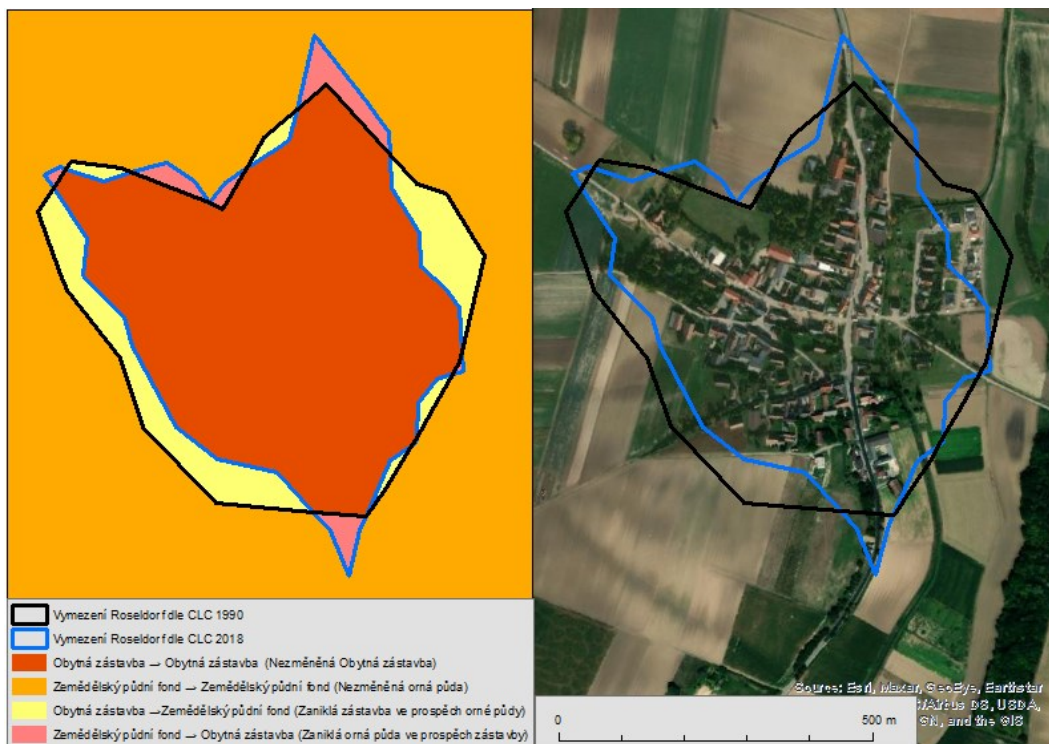 Vymezení Roseldorf dle CLC 1990
Vymezení Roseldorf dle CLC 2018
Obytná zástavba → Obytná zástavba (Nezměněná Obytná zástavba)
Zemědělský půdní fond → Zemědělský půdní fond (Nezměněná orná půda)
Obytná zástavba →Zemědělský půdní fond (Zaniklá zástavba ve prospěch orné půdy)
Zemědělský půdní fond → Obytná zástavba (Zaniklá orná půda ve prospěch zástavby)
Source: Esri, Maxar, GeoEye, Earthstar
/Airbus DS, USDA,
GN, and the GIS
0 500 m